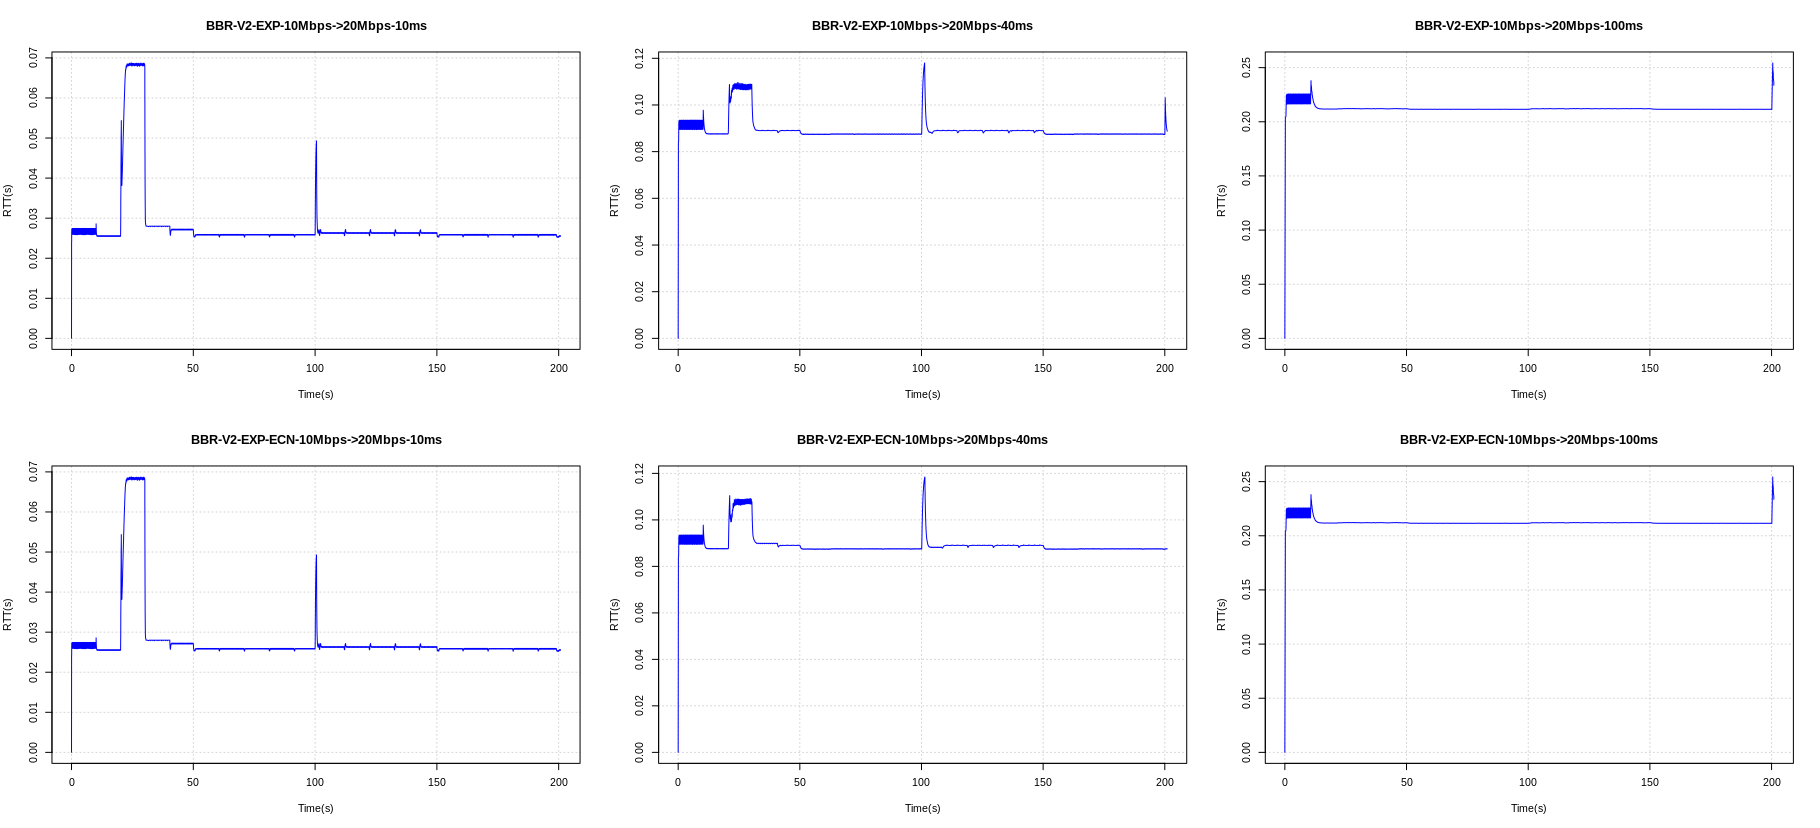 BBR-V2-EXP-10Mbps->20Mbps-10ms
RTT(s)
0.07
0.06
0.05
0.04
0.03
0.02
0.01
0.00
0 50 100 150 200
Time(s)
BBR-V2-EXP-10Mbps->20Mbps-40ms
RTT(s)
0.12
0.10
0.08
0.06
0.04
0.02
0.00
0 50 100 150 200
Time(s)
BBR-V2-EXP-10Mbps->20Mbps-100ms
RTT(s)
0.25
0.20
0.15
0.10
0.05
0.00
0 50 100 150 200
Time(s)
BBR-V2-EXP-ECN-10Mbps->20Mbps-10ms
RTT(s)
0.07
0.06
0.05
0.04
0.03
0.02
0.01
0.00
0 50 100 150 200
Time(s)
BBR-V2-EXP-ECN-10Mbps->20Mbps-40ms
RTT(s)
0.12
0.10
0.08
0.06
0.04
0.02
0.00
0 50 100 150 200
Time(s)
BBR-V2-EXP-ECN-10Mbps->20Mbps-100ms
RTT(s)
0.25
0.20
0.15
0.10
0.05
0.00
0 50 100 150 200
Time(s)